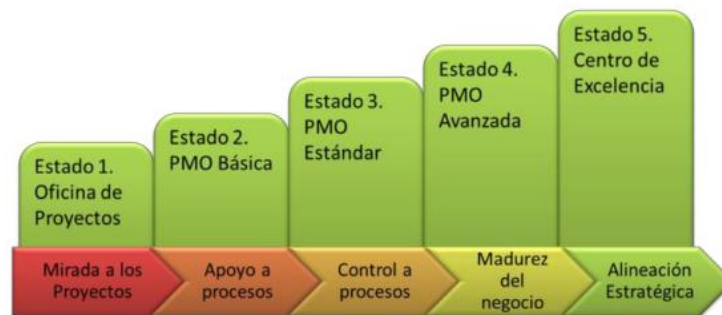 Estado 1.
Oficina de
Proyectos
Estado 2.
PMO Básica
Estado 3.
PMO
Estándar
Estado 4.
PMO
Avanzada
Estado 5.
Centro de
Excelencia
Mirada a los
Proyectos
Apoyo a
procesos
Control a
procesos
Madurez
del
negocio
Alineación
Estratégica